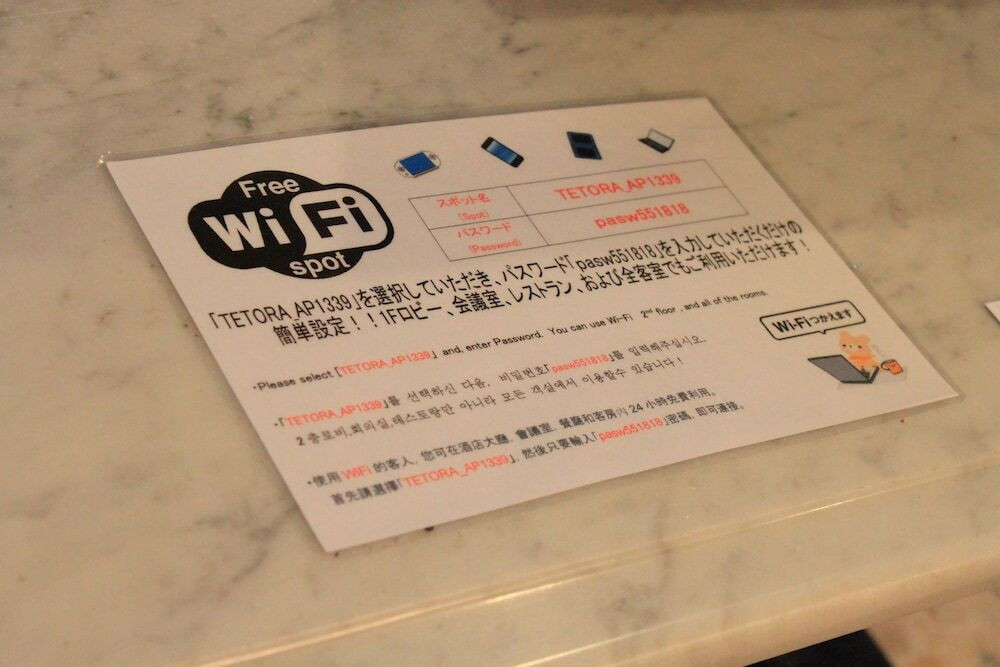 Free
Wi Fi
spot
スポット名
(Spot)
TETORA_AP1339
パスワード
(Password)
pasw551818
「TETORA_AP1339」を選択していただき、パスワード「pasw551818」を入力していただくだけの
簡単設定！！1Fロビー、会議室、レストラン、および全客室でもご利用いただけます！
・Please select [TETORA_AP1339」 and, enter Password. You can use Wi-Fi 2nd floor , and all of the rooms.
・「TETORA_AP1339」를 선택하신 다음, 비밀번호「pasw551818」를 입력해주십시오.
2층로비,회의실,레스토랑만 아니라 모든 객실에서 이용할수 있습니다!
・使用 WiFi 的客人, 您可在酒店大廳, 會議室, 餐廳和客房內 24 小時免費利用。
首先請選擇「TETORA_AP1339」, 然後只要輸入「pasw551818」密碼, 即可連接。
Wi-Fiつかえます